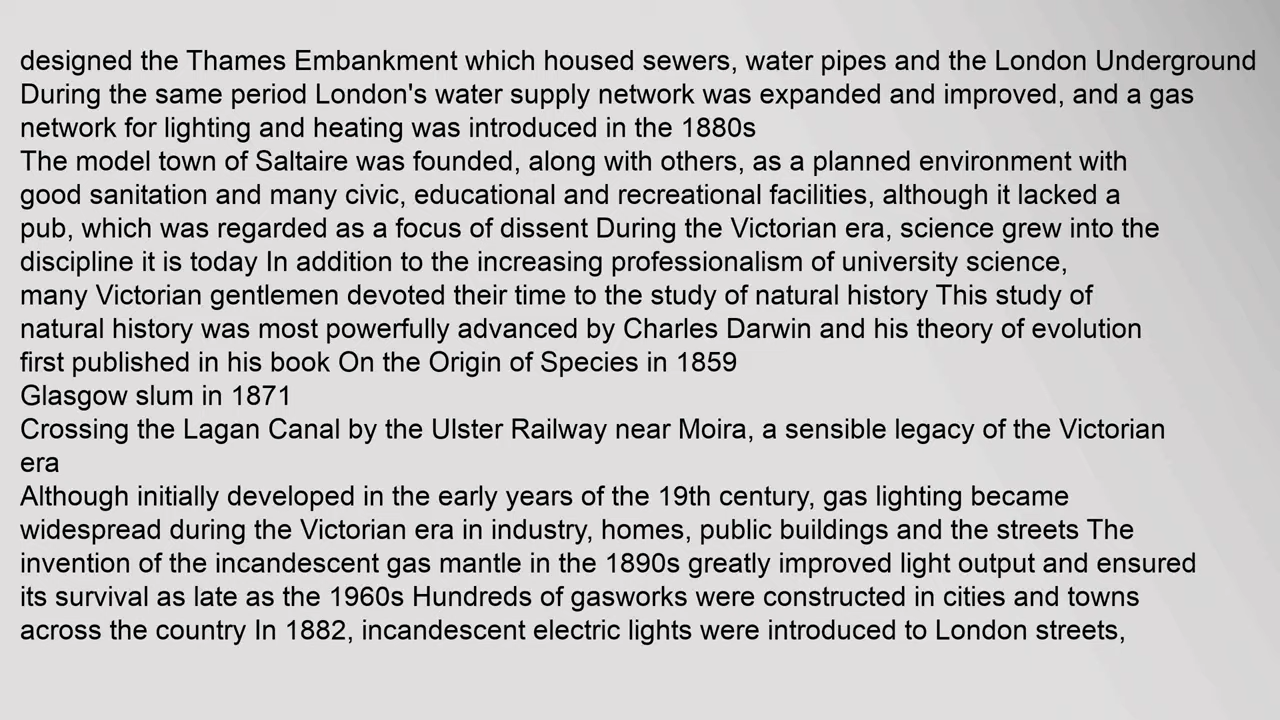 designed the Thames Embankment which housed sewers, water pipes and the London Underground
During the same period London's water supply network was expanded and improved, and a gas
network for lighting and heating was introduced in the 1880s
The model town of Saltaire was founded, along with others, as a planned environment with
good sanitation and many civic, educational and recreational facilities, although it lacked a
pub, which was regarded as a focus of dissent During the Victorian era, science grew into the
discipline it is today In addition to the increasing professionalism of university science,
many Victorian gentlemen devoted their time to the study of natural history This study of
natural history was most powerfully advanced by Charles Darwin and his theory of evolution
first published in his book On the Origin of Species in 1859
Glasgow slum in 1871
Crossing the Lagan Canal by the Ulster Railway near Moira, a sensible legacy of the Victorian
era
Although initially developed in the early years of the 19th century, gas lighting became
widespread during the Victorian era in industry, homes, public buildings and the streets The
invention of the incandescent gas mantle in the 1890s greatly improved light output and ensured
its survival as late as the 1960s Hundreds of gasworks were constructed in cities and towns
across the country In 1882, incandescent electric lights were introduced to London streets,